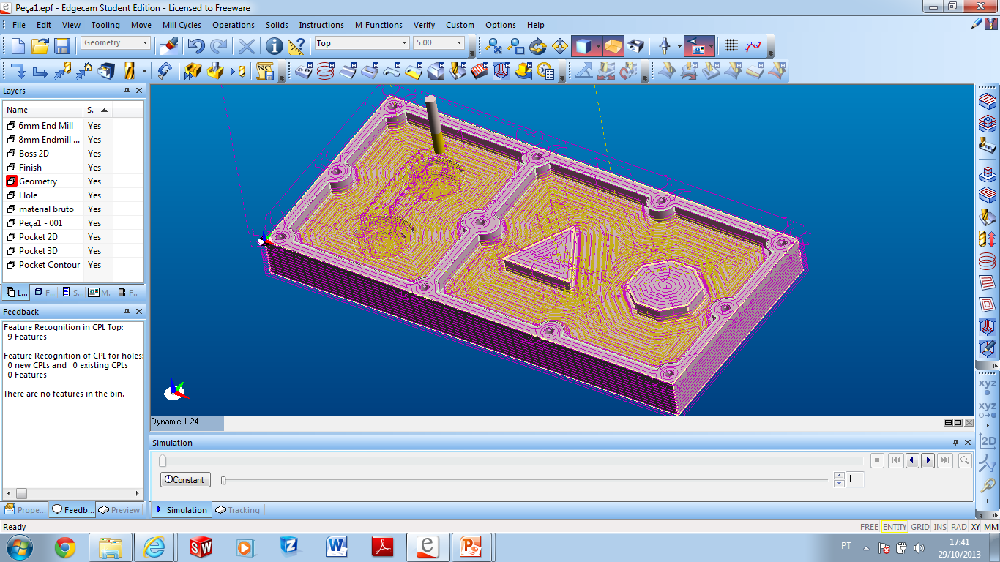 Peça1.epf - Edgecam Student Edition - Licensed to Freeware
File Edit View Tooling Move Mill Cycles Operations Solids Instructions M-Functions Verify Custom Options Help
Geometry Top 5.00
Layers
Name S.
6mm End Mill Yes
8mm Endmill ... Yes
Boss 2D Yes
Finish Yes
Geometry Yes
Hole Yes
material bruto Yes
Peça1 - 001 Yes
Pocket 2D Yes
Pocket 3D Yes
Pocket Contour Yes
L... F.. S.. M. F..
Feedback
Feature Recognition in CPL Top:
9 Features
Feature Recognition of CPL for holes:
0 new CPLs and 0 existing CPLs
0 Features
There are no features in the bin.
Prope... Feedb... Preview
xyz
xyz
2D
Dynamic 1.24
Simulation
Constant 1
Simulation Tracking
Ready FREE ENTITY GRID INS RAD XY MM
PT 17:41
29/10/2013